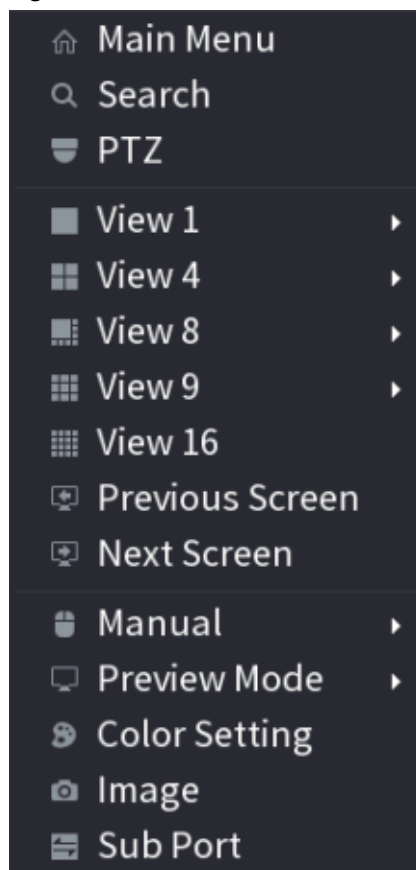 Main Menu
Search
PTZ
View 1
View 4
View 8
View 9
View 16
Previous Screen
Next Screen
Manual
Preview Mode
Color Setting
Image
Sub Port